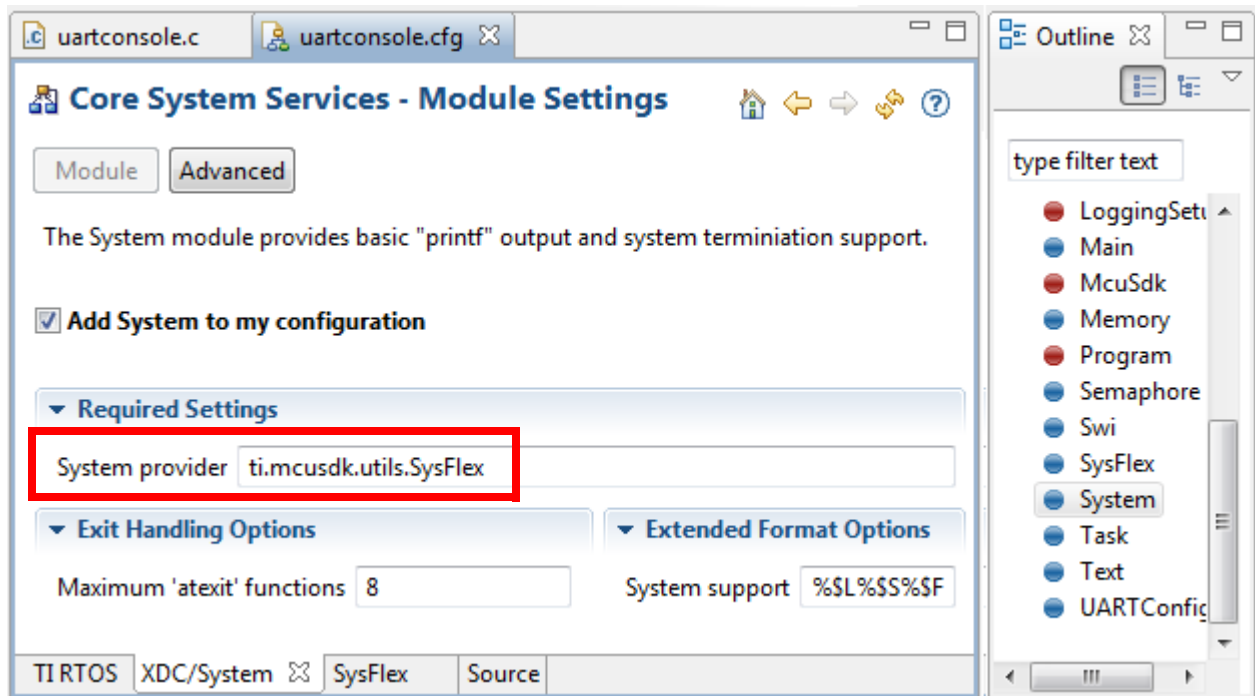 uartconsole.c
uartconsole.cfg
Outline
Core System Services - Module Settings
Module
Advanced
The System module provides basic "printf" output and system terminiation support.
Add System to my configuration
Required Settings
System provider
ti.mcusdk.utils.SysFlex
Exit Handling Options
Maximum 'atexit' functions
8
Extended Format Options
System support
%$L%$S%$F
TI RTOS
XDC/System
SysFlex
Source
type filter text
LoggingSetu
Main
McuSdk
Memory
Program
Semaphore
Swi
SysFlex
System
Task
Text
UARTConfig